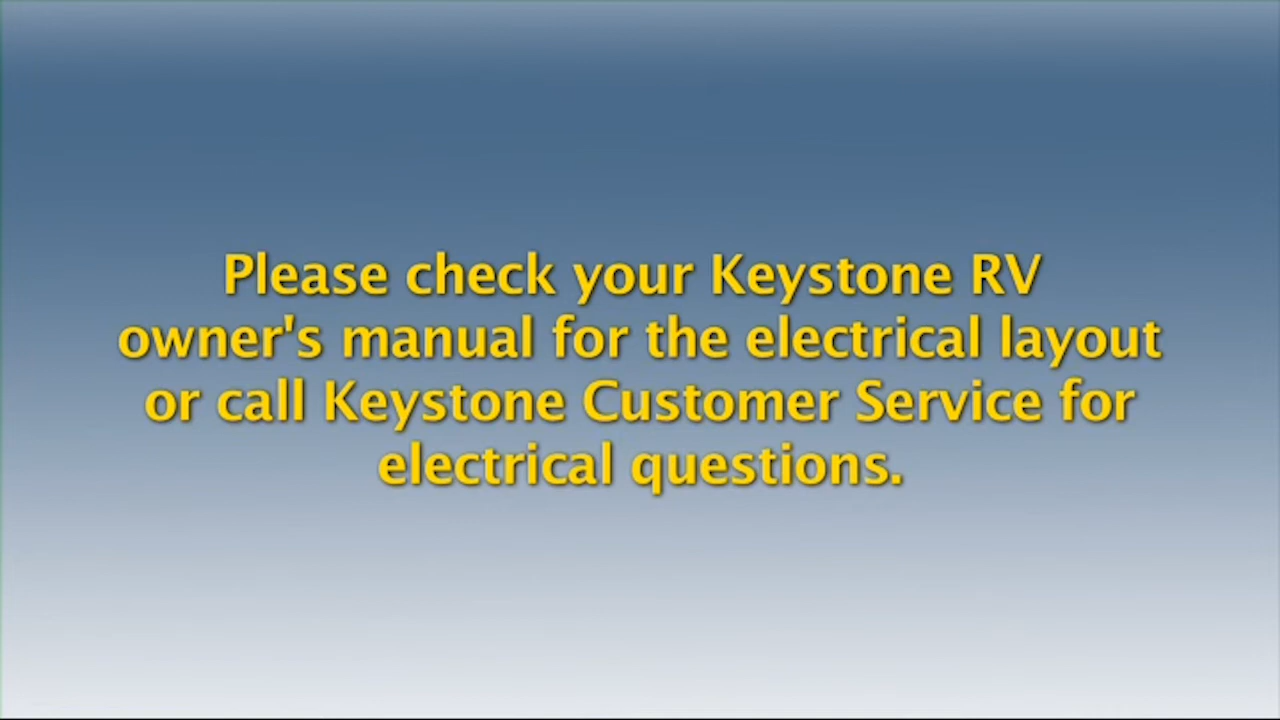 Please check your Keystone RV
owner's manual for the electrical layout
or call Keystone Customer Service for
electrical questions.